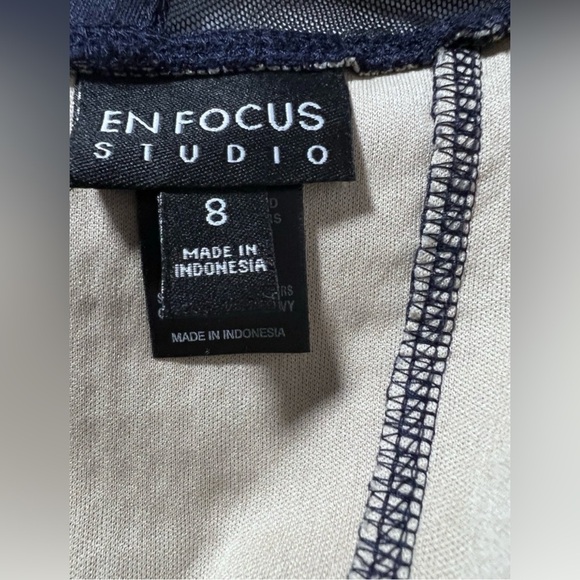 EN FOCUS
STUDIO
8
MADE IN
INDONESIA
MADE IN INDONESIA